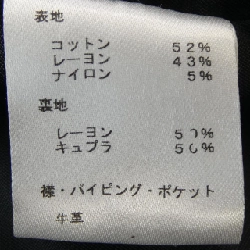 表地
コットン 52%
レーヨン 43%
ナイロン 5%
裏地
レーヨン 50%
キュプラ 50%
襟・パイピング・ポケット
牛革